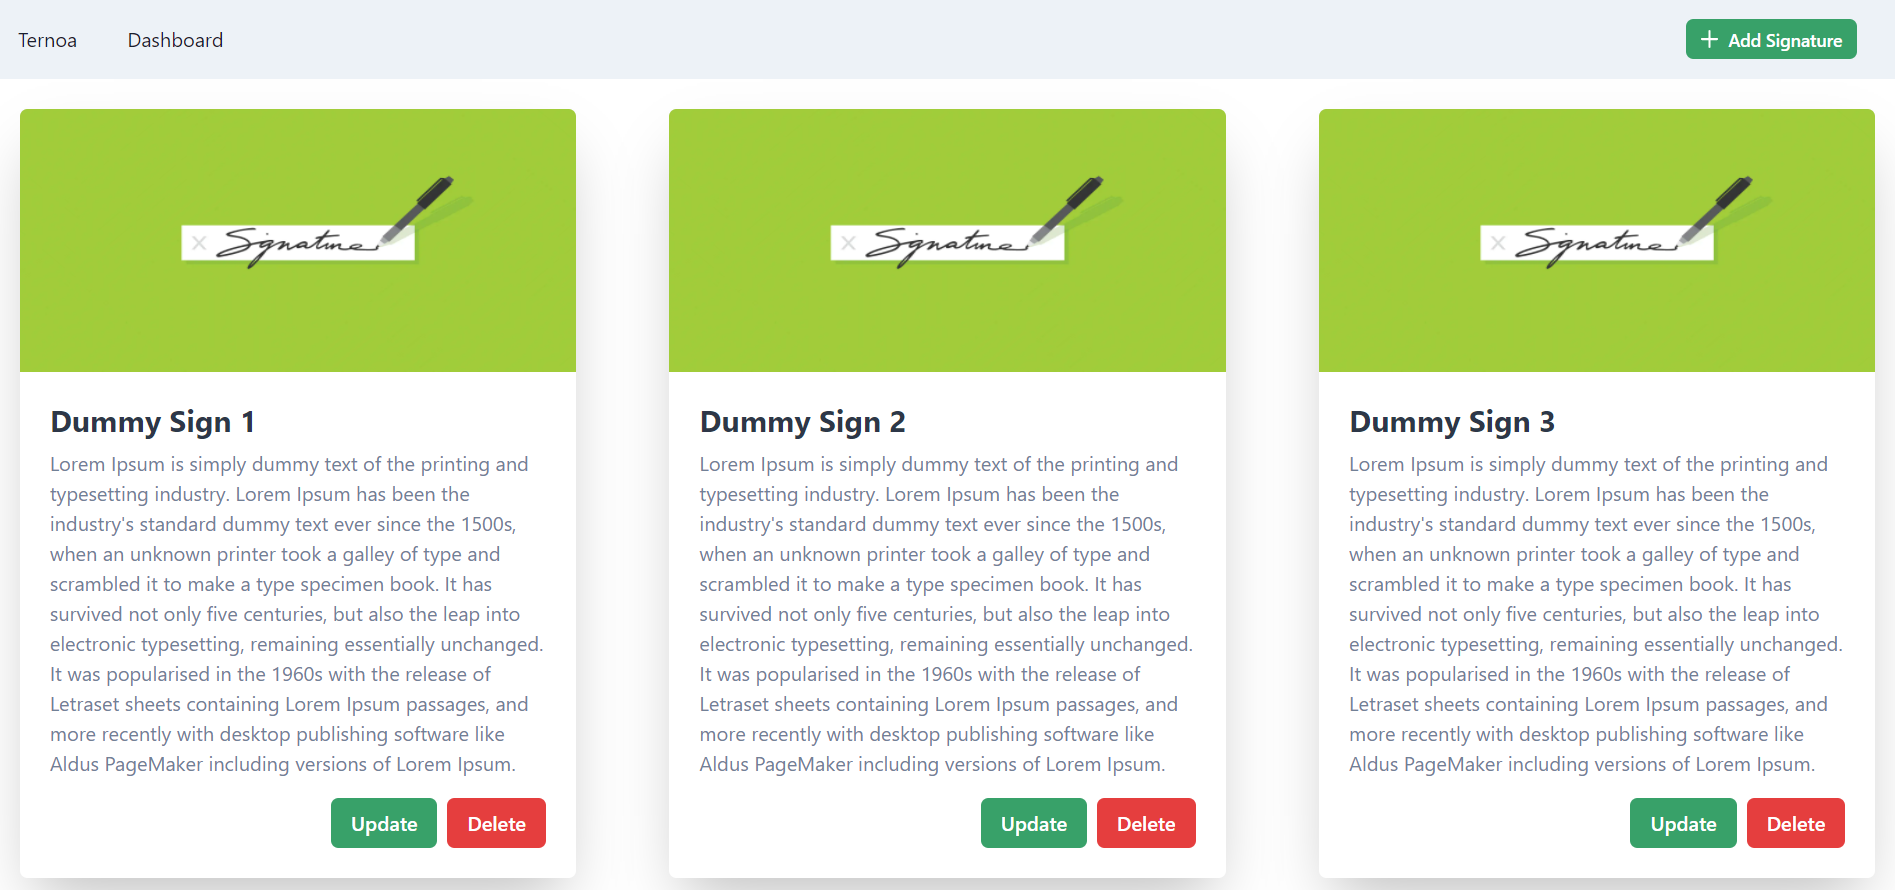 Ternoa Dashboard + Add Signature
× Signature
× Signature
× Signature
Dummy Sign 1
Lorem Ipsum is simply dummy text of the printing and
typesetting industry. Lorem Ipsum has been the
industry's standard dummy text ever since the 1500s,
when an unknown printer took a galley of type and
scrambled it to make a type specimen book. It has
survived not only five centuries, but also the leap into
electronic typesetting, remaining essentially unchanged.
It was popularised in the 1960s with the release of
Letraset sheets containing Lorem Ipsum passages, and
more recently with desktop publishing software like
Aldus PageMaker including versions of Lorem Ipsum.
Update Delete
Dummy Sign 2
Lorem Ipsum is simply dummy text of the printing and
typesetting industry. Lorem Ipsum has been the
industry's standard dummy text ever since the 1500s,
when an unknown printer took a galley of type and
scrambled it to make a type specimen book. It has
survived not only five centuries, but also the leap into
electronic typesetting, remaining essentially unchanged.
It was popularised in the 1960s with the release of
Letraset sheets containing Lorem Ipsum passages, and
more recently with desktop publishing software like
Aldus PageMaker including versions of Lorem Ipsum.
Update Delete
Dummy Sign 3
Lorem Ipsum is simply dummy text of the printing and
typesetting industry. Lorem Ipsum has been the
industry's standard dummy text ever since the 1500s,
when an unknown printer took a galley of type and
scrambled it to make a type specimen book. It has
survived not only five centuries, but also the leap into
electronic typesetting, remaining essentially unchanged.
It was popularised in the 1960s with the release of
Letraset sheets containing Lorem Ipsum passages, and
more recently with desktop publishing software like
Aldus PageMaker including versions of Lorem Ipsum.
Update Delete